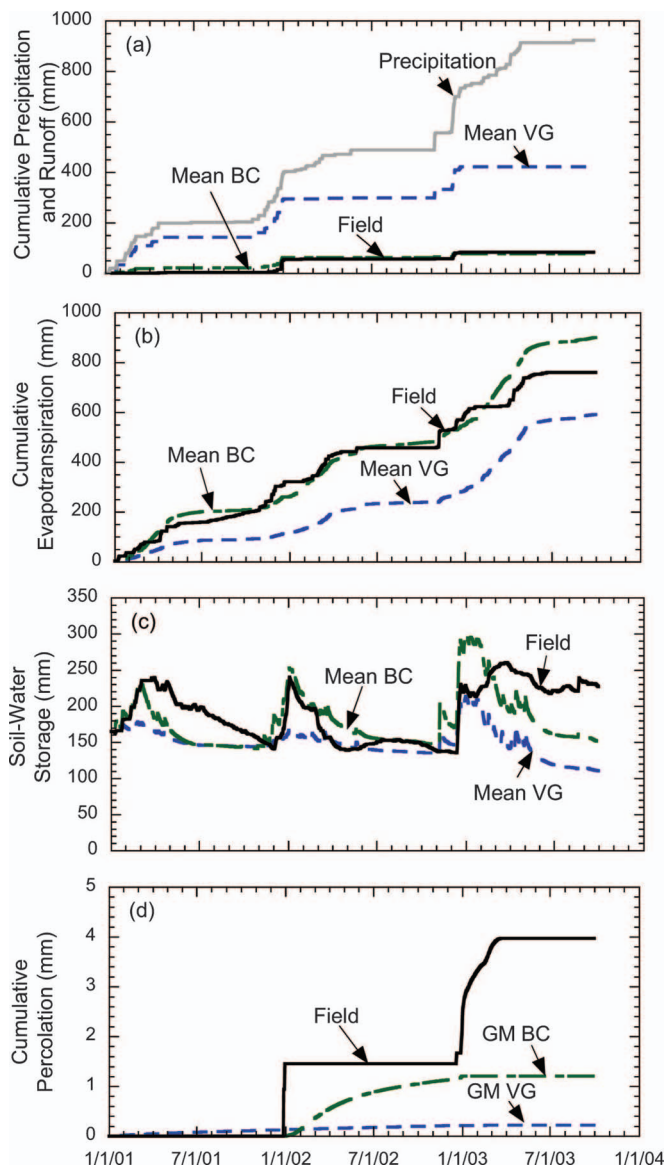 (a)
Cumulative Precipitation
and Runoff (mm)
1000
800
600
400
200
0
Precipitation
Mean VG
Mean BC
Field
(b)
Cumulative
Evapotranspiration (mm)
1000
800
600
400
200
0
Field
Mean BC
Mean VG
(c)
Soil-Water
Storage (mm)
350
300
250
200
150
100
50
0
Field
Mean BC
Mean VG
(d)
Cumulative
Percolation (mm)
5
4
3
2
1
0
Field
GM BC
GM VG
1/1/01 7/1/01 1/1/02 7/1/02 1/1/03 7/1/03 1/1/04